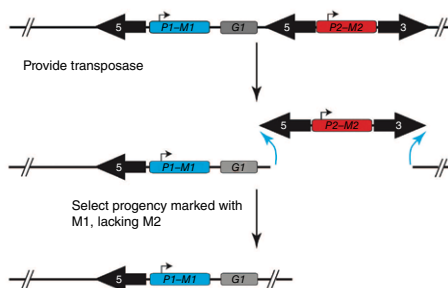 5 P1–M1 G1 5 P2–M2 3
Provide transposase
5 P2–M2 3
5 P1–M1 G1
Select progency marked with
M1, lacking M2
5 P1–M1 G1